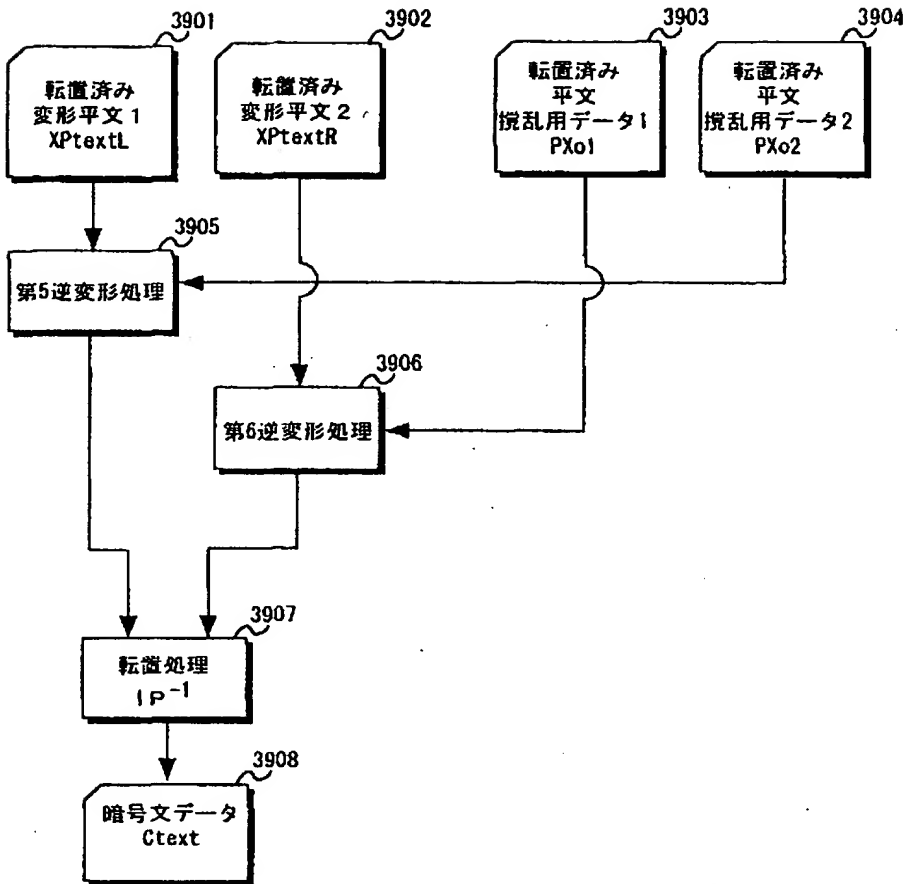 3901
転置済み
変形平文1
XPtextL
3902
転置済み
変形平文2
XPtextR
3903
転置済み
平文
撹乱用データ1
PXo1
3904
転置済み
平文
撹乱用データ2
PXo2
3905
第5逆変形処理
3906
第6逆変形処理
3907
転置処理
IP⁻¹
3908
暗号文データ
Ctext